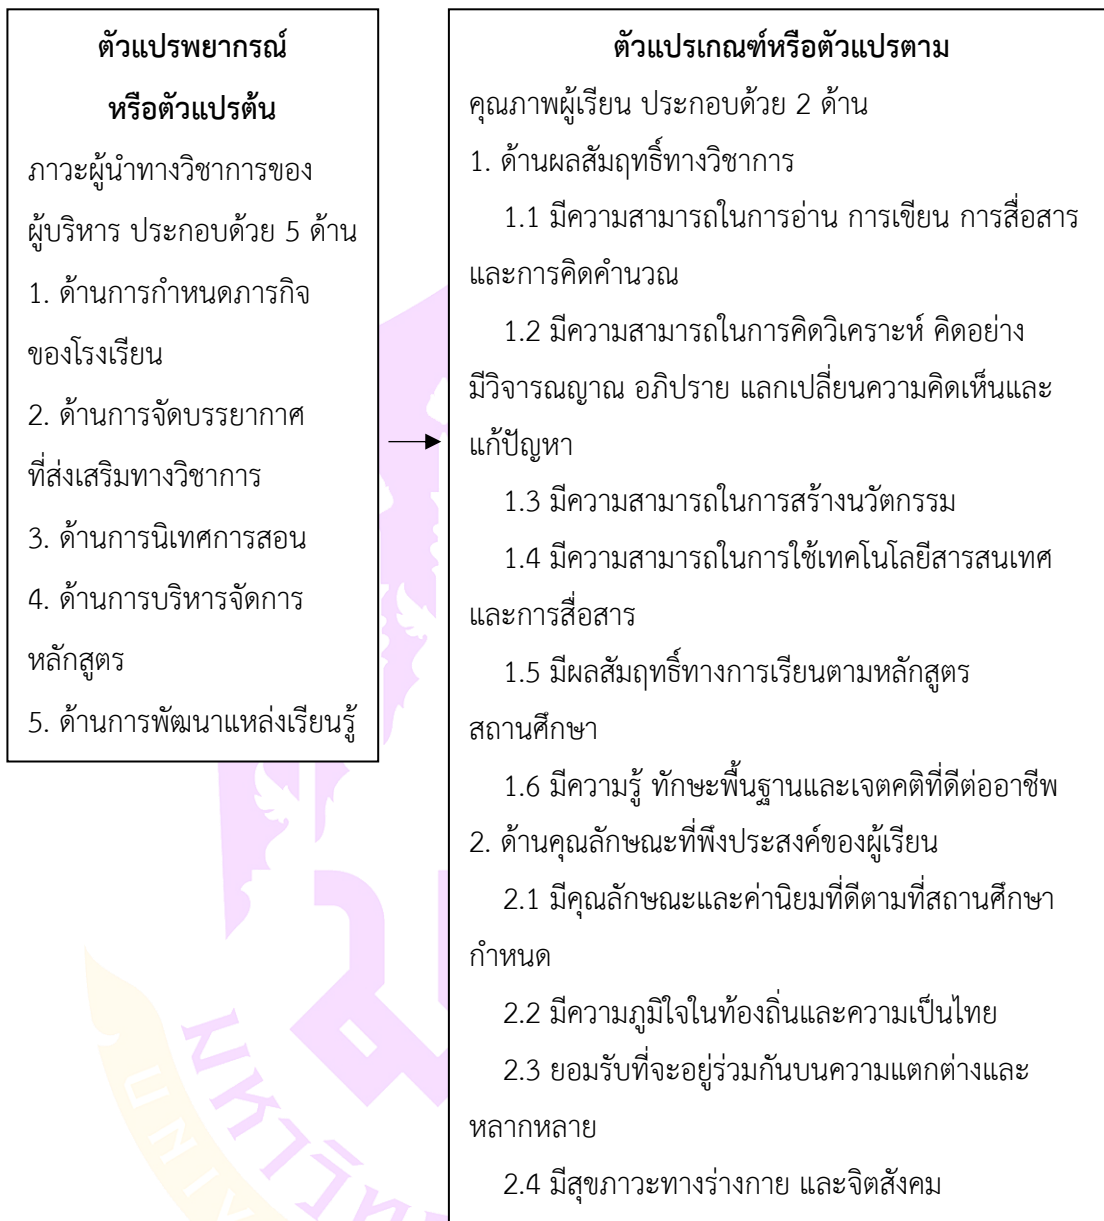 ตัวแปรพยากรณ์
หรือตัวแปรต้น
ภาวะผู้นำทางวิชาการของ
ผู้บริหาร ประกอบด้วย 5 ด้าน
1. ด้านการกำหนดภารกิจ
ของโรงเรียน
2. ด้านการจัดบรรยากาศ
ที่ส่งเสริมทางวิชาการ
3. ด้านการนิเทศการสอน
4. ด้านการบริหารจัดการ
หลักสูตร
5. ด้านการพัฒนาแหล่งเรียนรู้
ตัวแปรเกณฑ์หรือตัวแปรตาม
คุณภาพผู้เรียน ประกอบด้วย 2 ด้าน
1. ด้านผลสัมฤทธิ์ทางวิชาการ
1.1 มีความสามารถในการอ่าน การเขียน การสื่อสาร
และการคิดคำนวณ
1.2 มีความสามารถในการคิดวิเคราะห์ คิดอย่าง
มีวิจารณญาณ อภิปราย แลกเปลี่ยนความคิดเห็นและ
แก้ปัญหา
1.3 มีความสามารถในการสร้างนวัตกรรม
1.4 มีความสามารถในการใช้เทคโนโลยีสารสนเทศ
และการสื่อสาร
1.5 มีผลสัมฤทธิ์ทางการเรียนตามหลักสูตร
สถานศึกษา
1.6 มีความรู้ ทักษะพื้นฐานและเจตคติที่ดีต่ออาชีพ
2. ด้านคุณลักษณะที่พึงประสงค์ของผู้เรียน
2.1 มีคุณลักษณะและค่านิยมที่ดีตามที่สถานศึกษา
กำหนด
2.2 มีความภูมิใจในท้องถิ่นและความเป็นไทย
2.3 ยอมรับที่จะอยู่ร่วมกันบนความแตกต่างและ
หลากหลาย
2.4 มีสุขภาวะทางร่างกาย และจิตสังคม